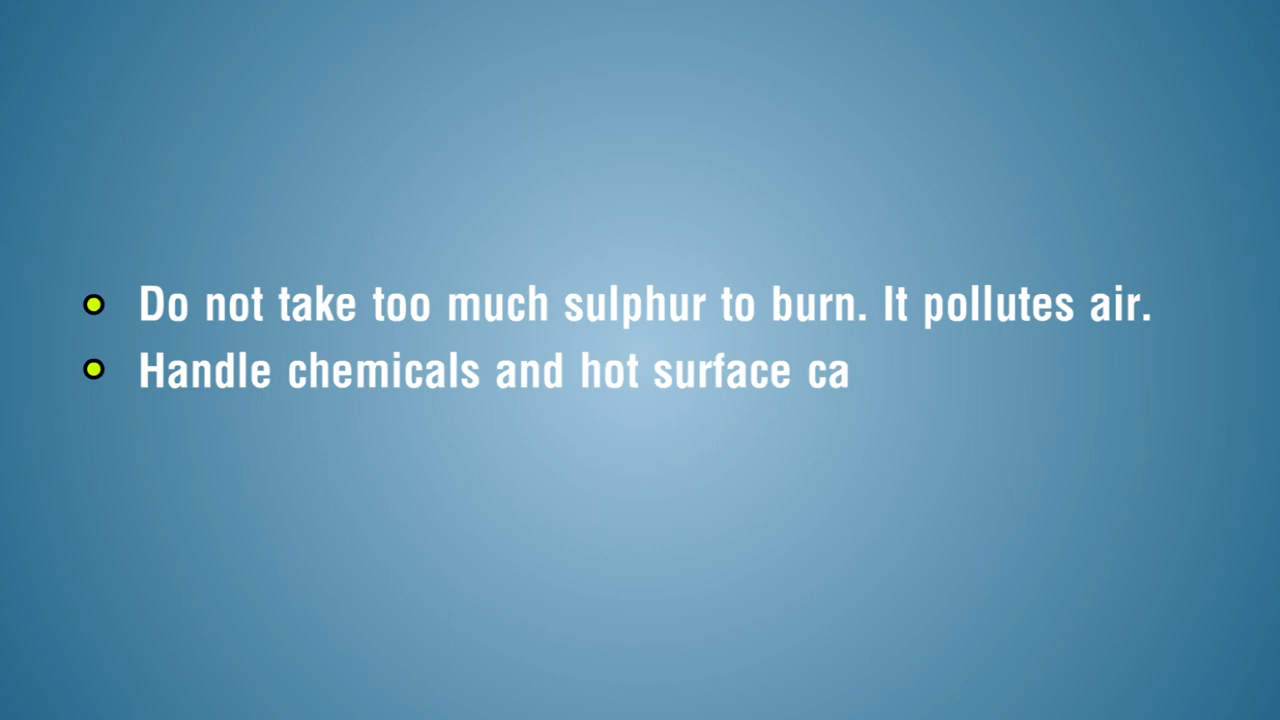 Do not take too much sulphur to burn. It pollutes air.
Handle chemicals and hot surface ca